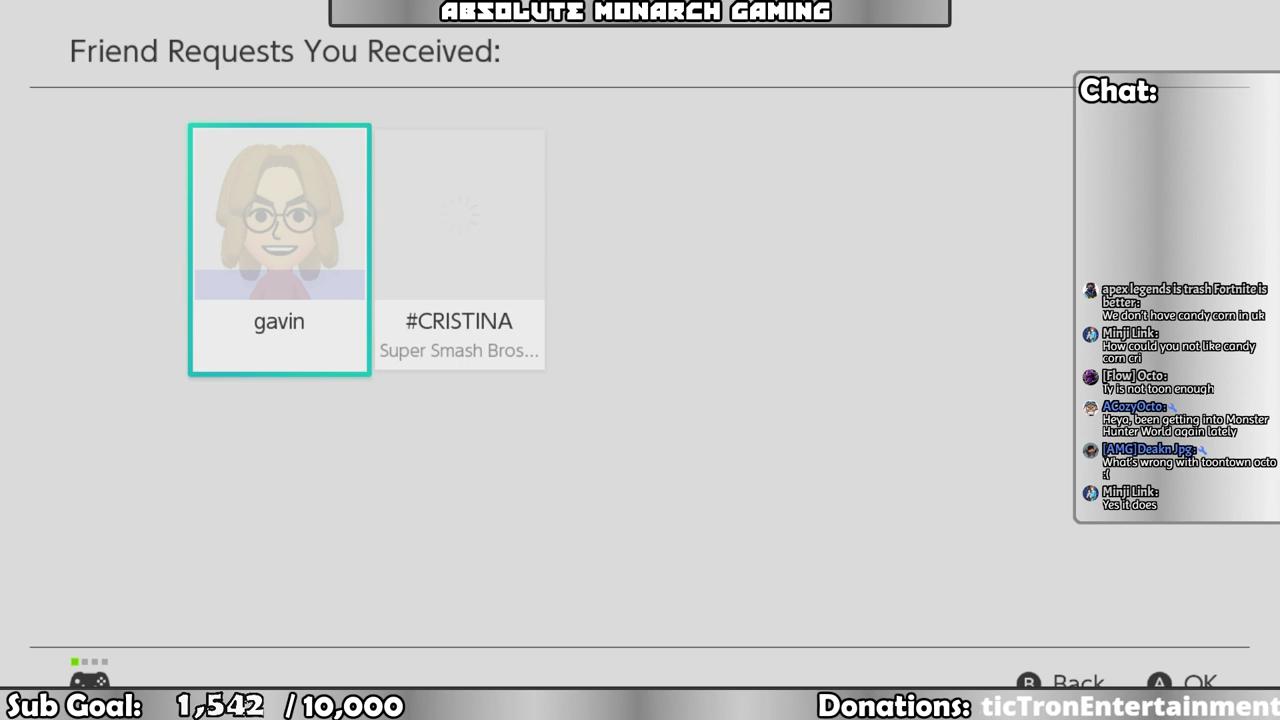 ABSOLUTE MONARCH GAMING
Friend Requests You Received:
Chat:
gavin
#CRISTINA
Super Smash Bros...
apex legends is trash Fortnite is
better:
We don't have candy corn in uk
Minji Link:
How could you not like candy
corn cri
[Flow] Octo:
Ty is not toon enough
ACozyOcto:
Heya, been getting into Monster
Hunter World again lately
[AMG]DeaknJpg:
What's wrong with toontown octo
:(
Minji Link:
Yes it does
B Back
A OK
Sub Goal: 1,542 / 10,000
Donations: ticTronEntertainment